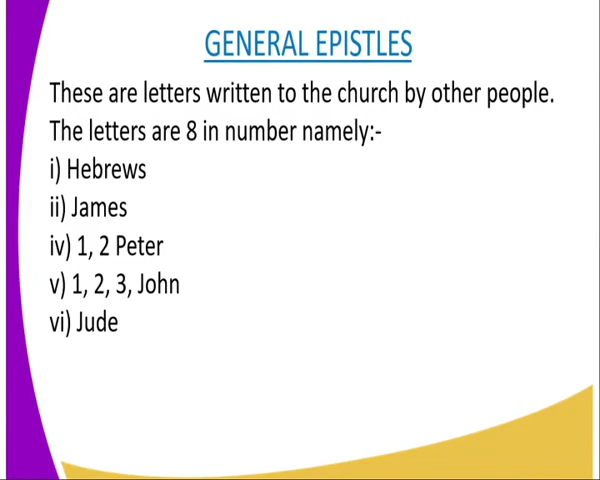 GENERAL EPISTLES
These are letters written to the church by other people.
The letters are 8 in number namely:-
i) Hebrews
ii) James
iv) 1, 2 Peter
v) 1, 2, 3, John
vi) Jude